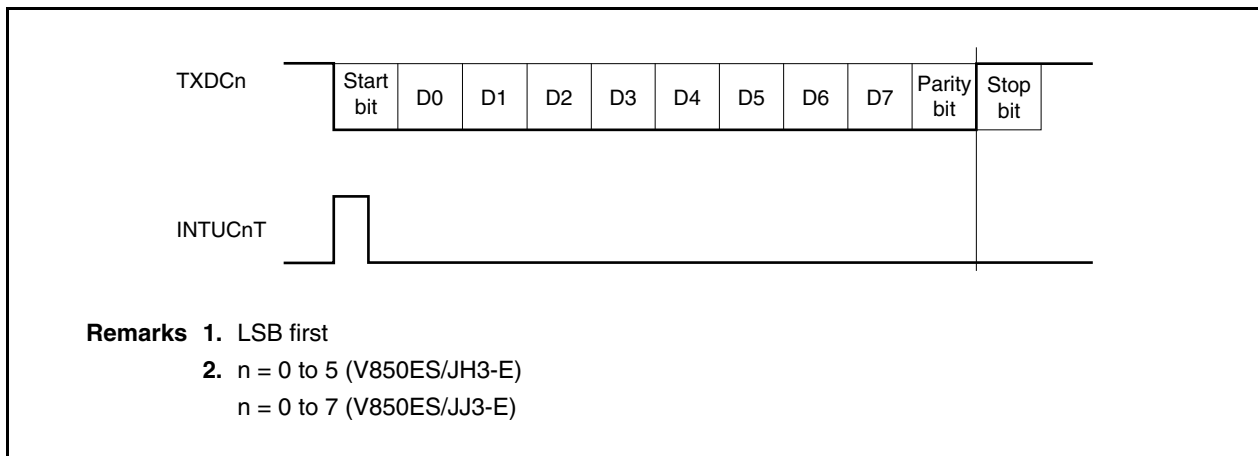 TXDCn
Start bit D0 D1 D2 D3 D4 D5 D6 D7 Parity bit Stop bit
INTUCnT
Remarks 1. LSB first
2. n = 0 to 5 (V850ES/JH3-E)
n = 0 to 7 (V850ES/JJ3-E)